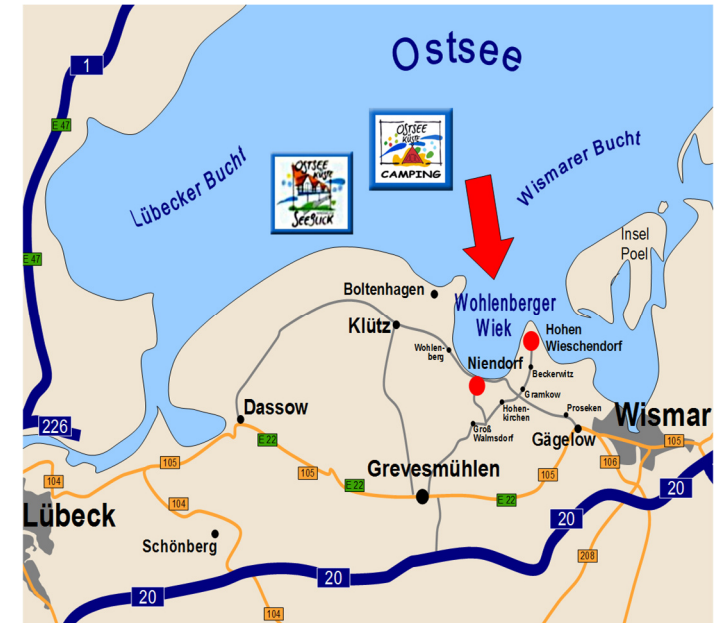 Ostsee
1
E 47
OSTSEE
KÜSTE
CAMPING
OSTSEE
KÜSTE
SEEBLICK
Lübecker Bucht
Wismarer Bucht
Insel
Poel
E 47
Boltenhagen
Wohlenberger
Wiek
Klütz
Hohen
Wieschendorf
Wohlen-
berg
Niendorf
Beckerwitz
Gramkow
Hohen-
kirchen
Proseken
Wismar
Dassow
Groß
Walmsdorf
Gägelow
226
E 22
105
105
106
105
105
Grevesmühlen
104
E 22
E 22
20
104
Lübeck
20
Schönberg
208
20
20
104